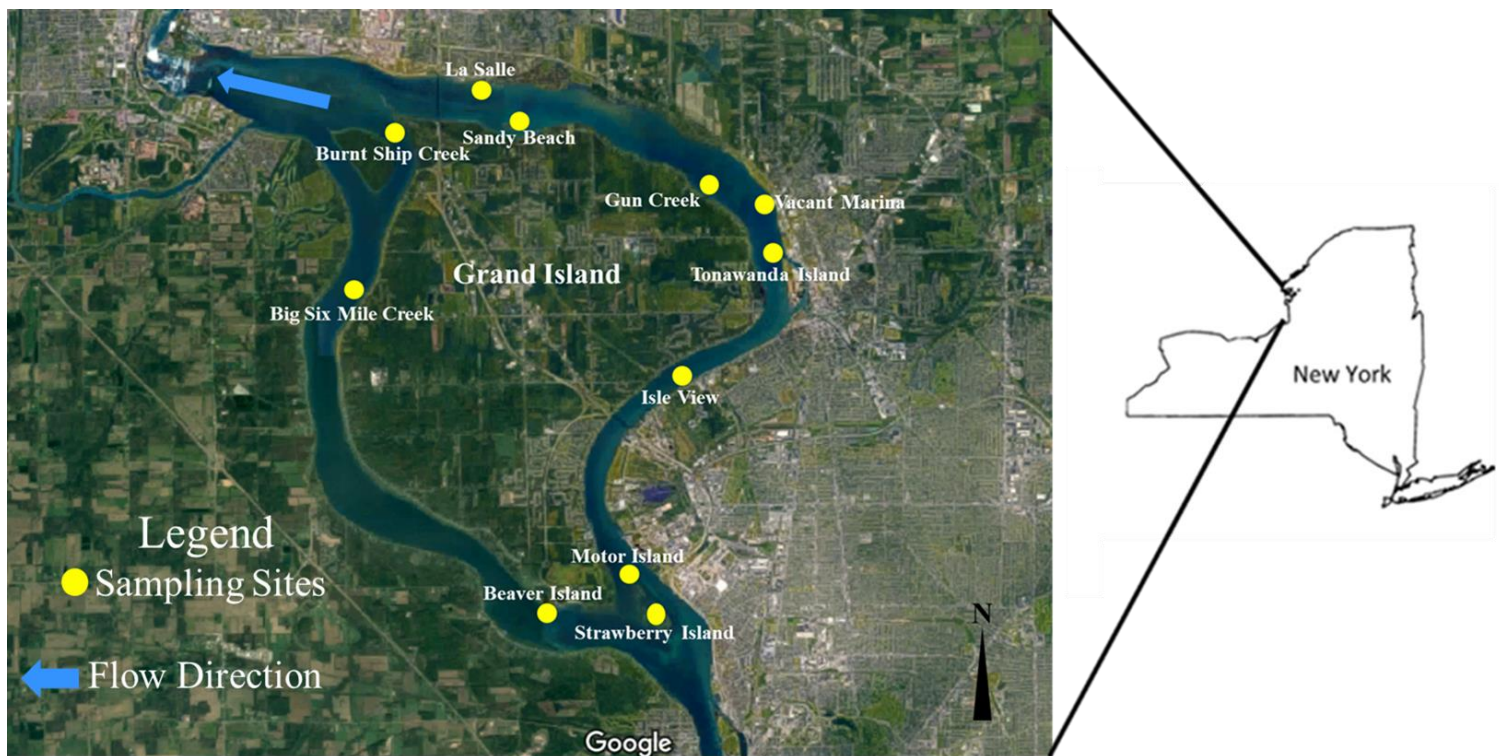 La Salle
Sandy Beach
Burnt Ship Creek
Gun Creek
Vacant Marina
Grand Island
Tonawanda Island
Big Six Mile Creek
New York
Isle View
Legend
Sampling Sites
Motor Island
Beaver Island
Strawberry Island
N
Flow Direction
Google